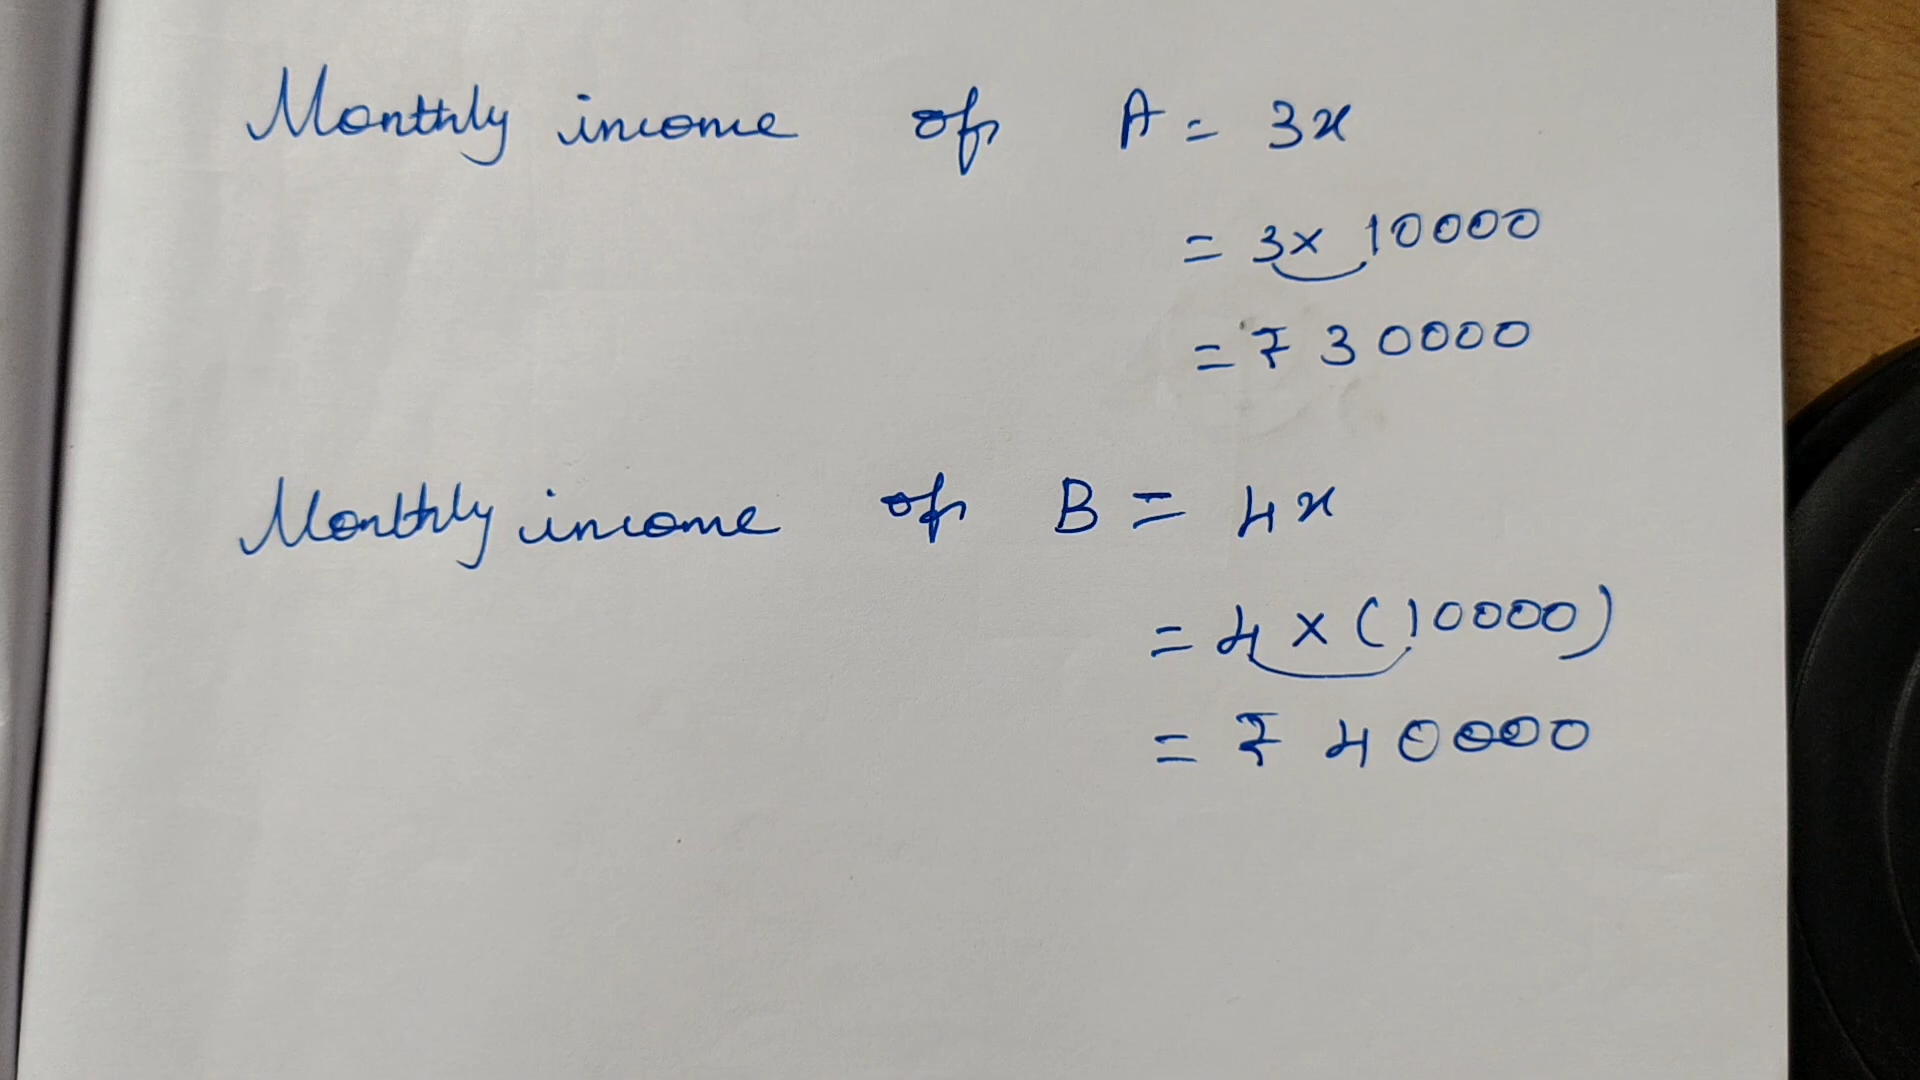 Monthly income of A = 3x
= 3 × 10000
= ₹ 30000
Monthly income of B = 4x
= 4 × (10000)
= ₹ 40000